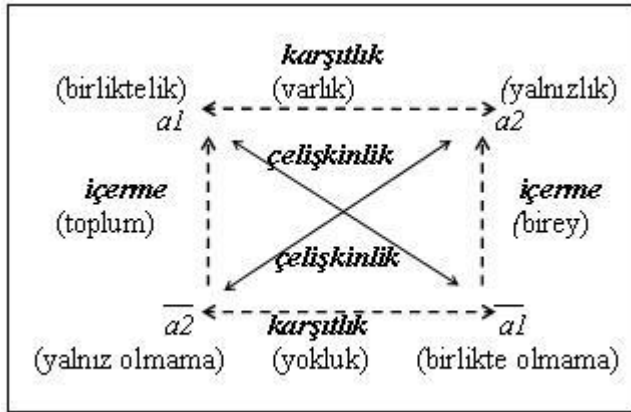 karşıtlık
(birliktelik) (varlık) (yalnızlık)
a1 a2
çelişkinlik
içerme içerme
(toplum) (birey)
çelişkinlik
a2 karşıtlık a1
(yalnız olmama) (yokluk) (birlikte olmama)